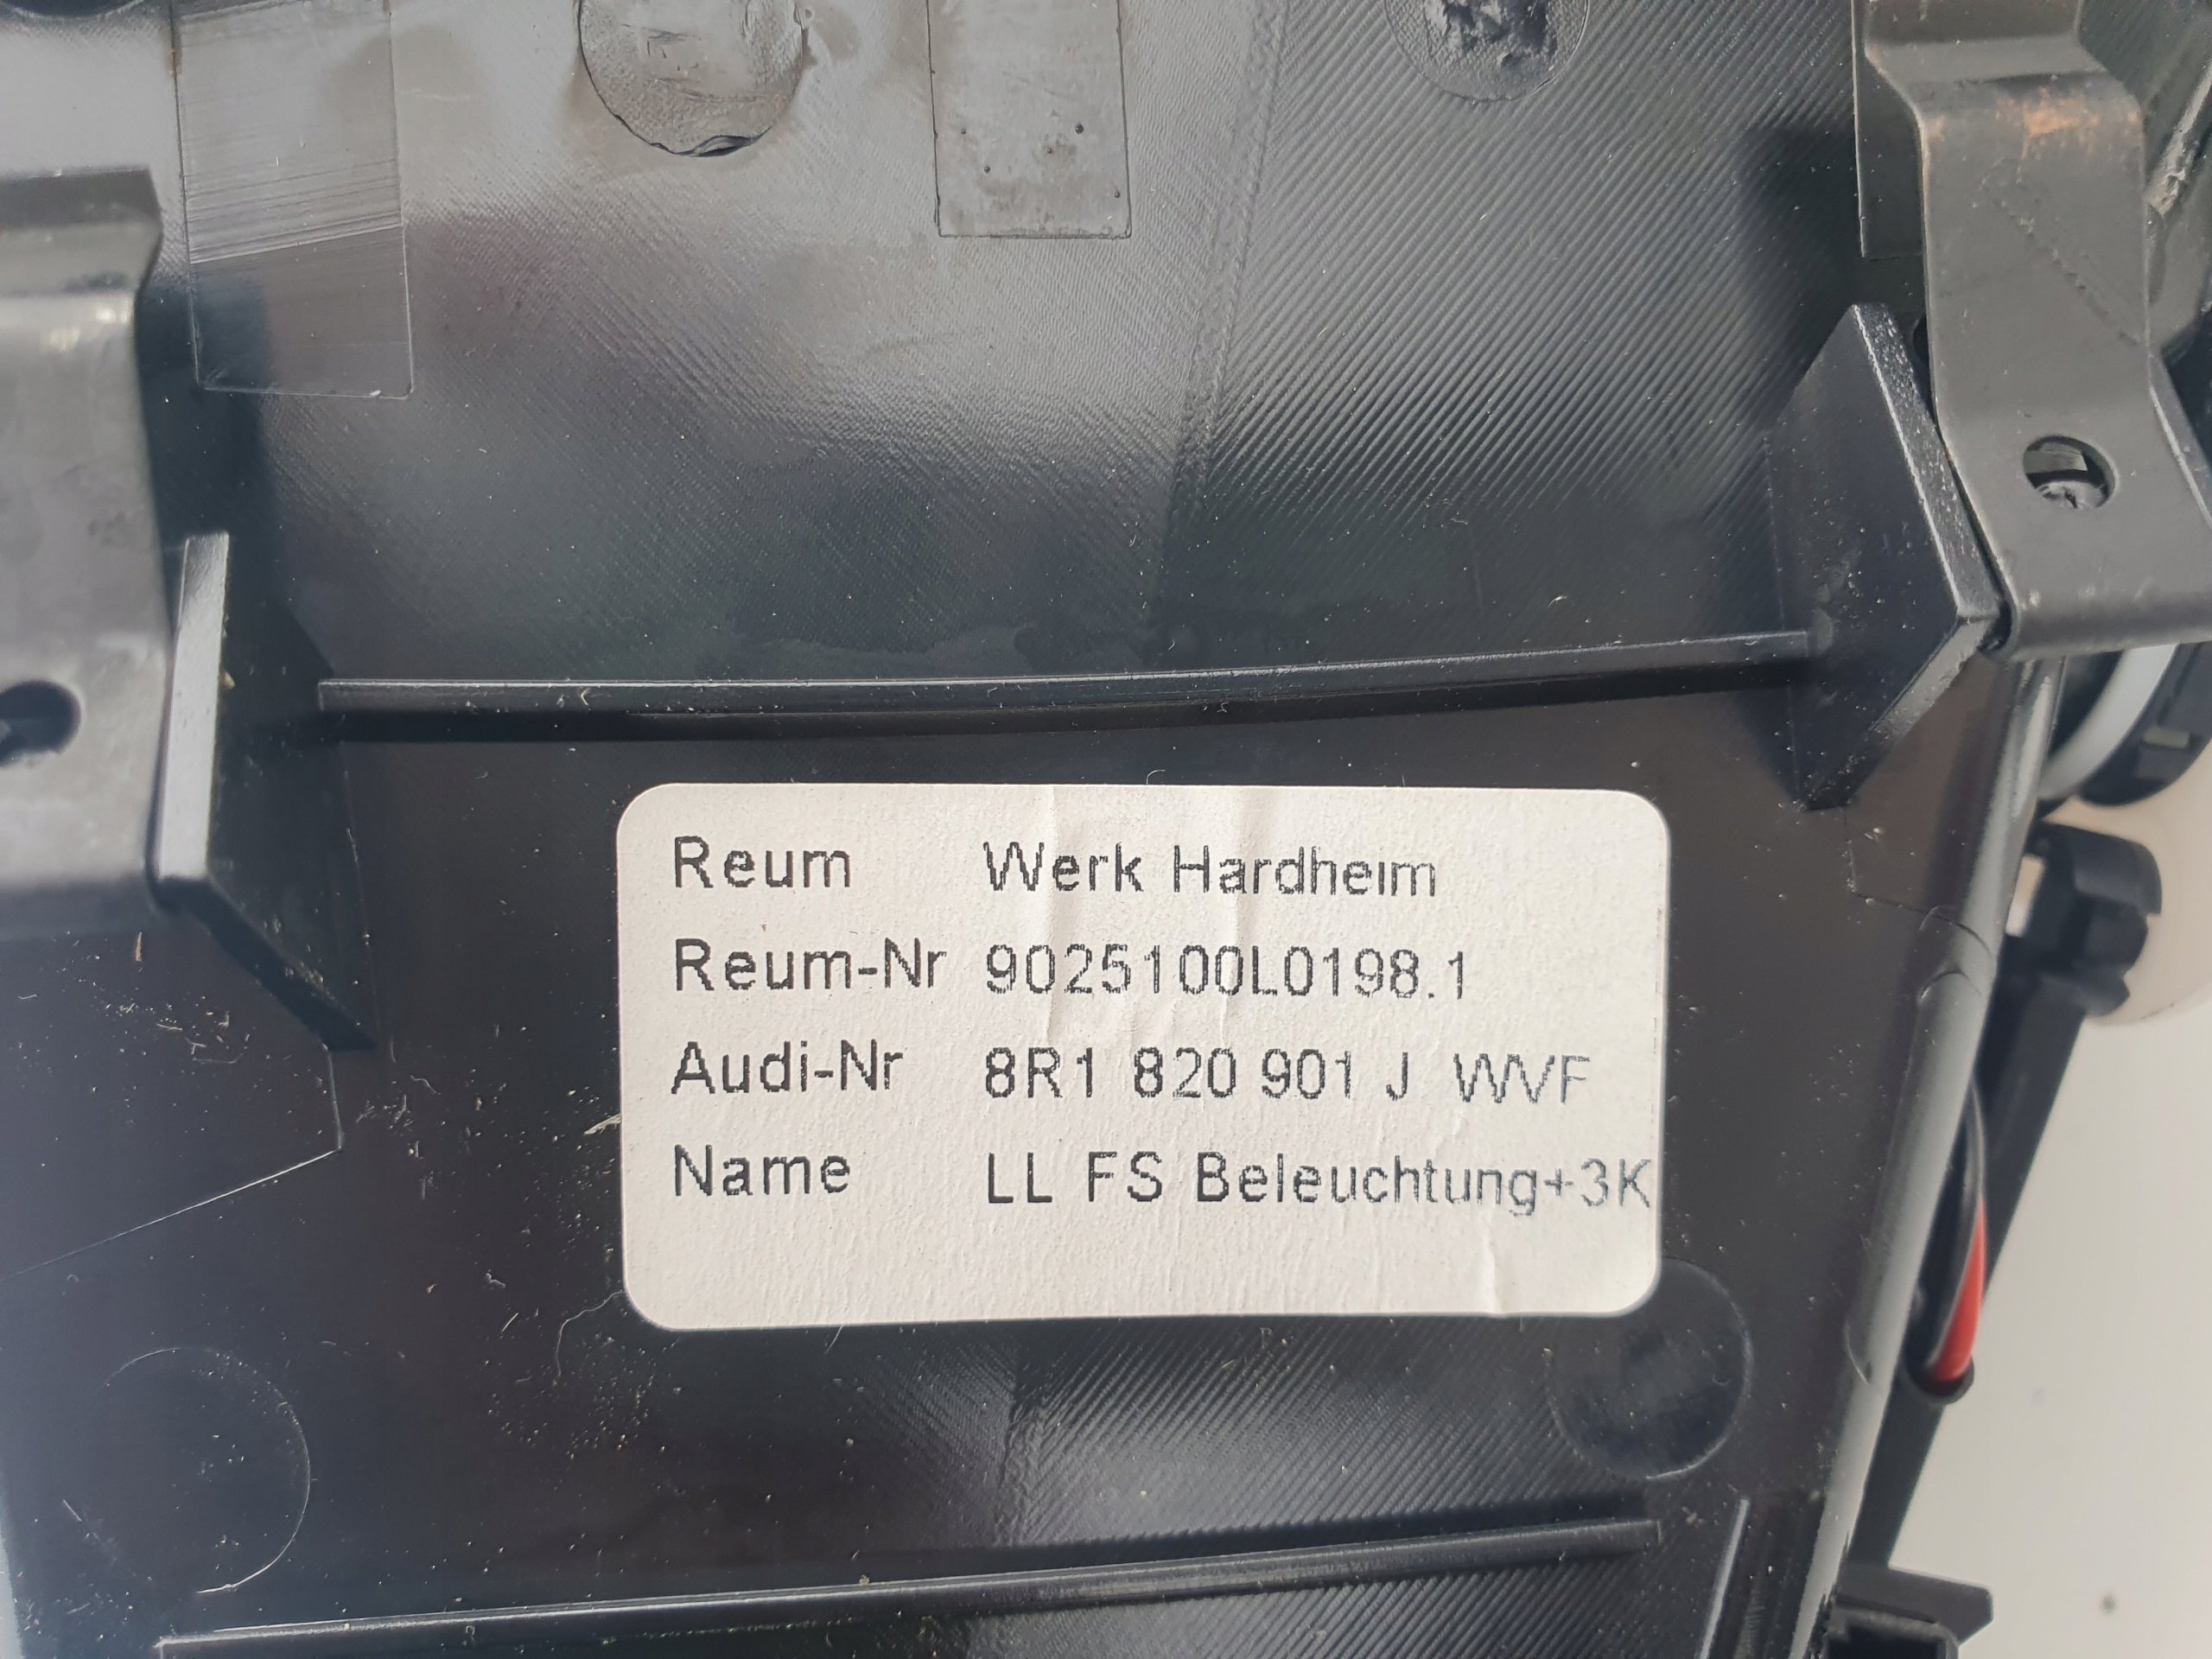 Reum Werk Hardheim
Reum-Nr 9025100L0198.1
Audi-Nr 8R1 820 901 J WVF
Name LL FS Beleuchtung+3K